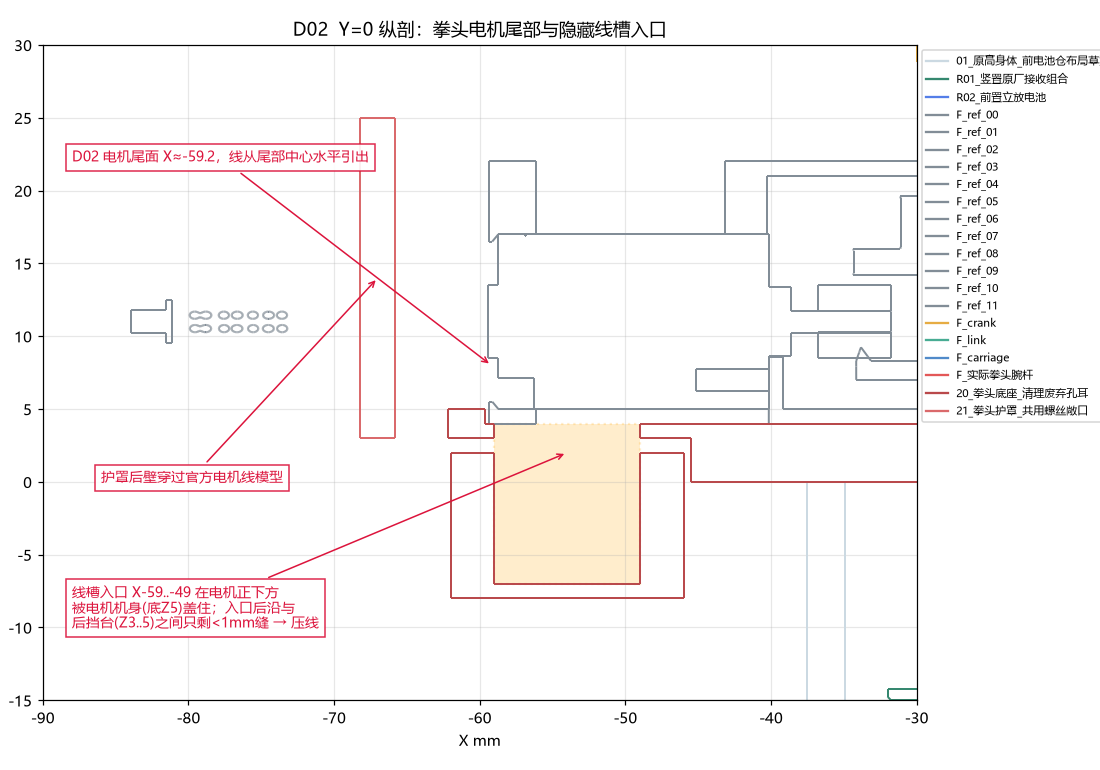 D02 Y=0 纵剖：拳头电机尾部与隐藏线槽入口
30
25
20
15
10
5
0
-5
-10
-15
-90
-80
-70
-60
-50
-40
-30
X mm
D02 电机尾面 X≈-59.2，线从尾部中心水平引出
护罩后壁穿过官方电机线模型
线槽入口 X-59..-49 在电机正下方
被电机机身(底Z5)盖住；入口后沿与
后挡台(Z3..5)之间只剩<1mm缝 → 压线
01_原高身体_前电池仓布局草
R01_竖置原厂接收组合
R02_前置立放电池
F_ref_00
F_ref_01
F_ref_02
F_ref_03
F_ref_04
F_ref_05
F_ref_06
F_ref_07
F_ref_08
F_ref_09
F_ref_10
F_ref_11
F_crank
F_link
F_carriage
F_实际拳头腕杆
20_拳头底座_清理废弃孔耳
21_拳头护罩_共用螺丝敞口